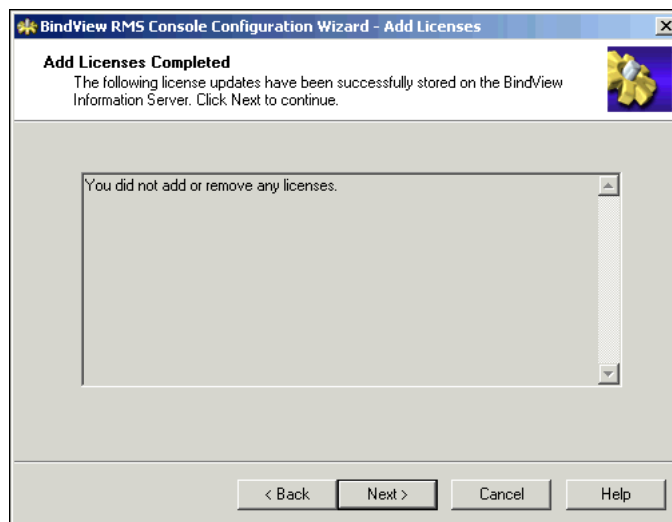 BindView RMS Console Configuration Wizard - Add Licenses
Add Licenses Completed
The following license updates have been successfully stored on the BindView
Information Server. Click Next to continue.
You did not add or remove any licenses.
< Back
Next >
Cancel
Help